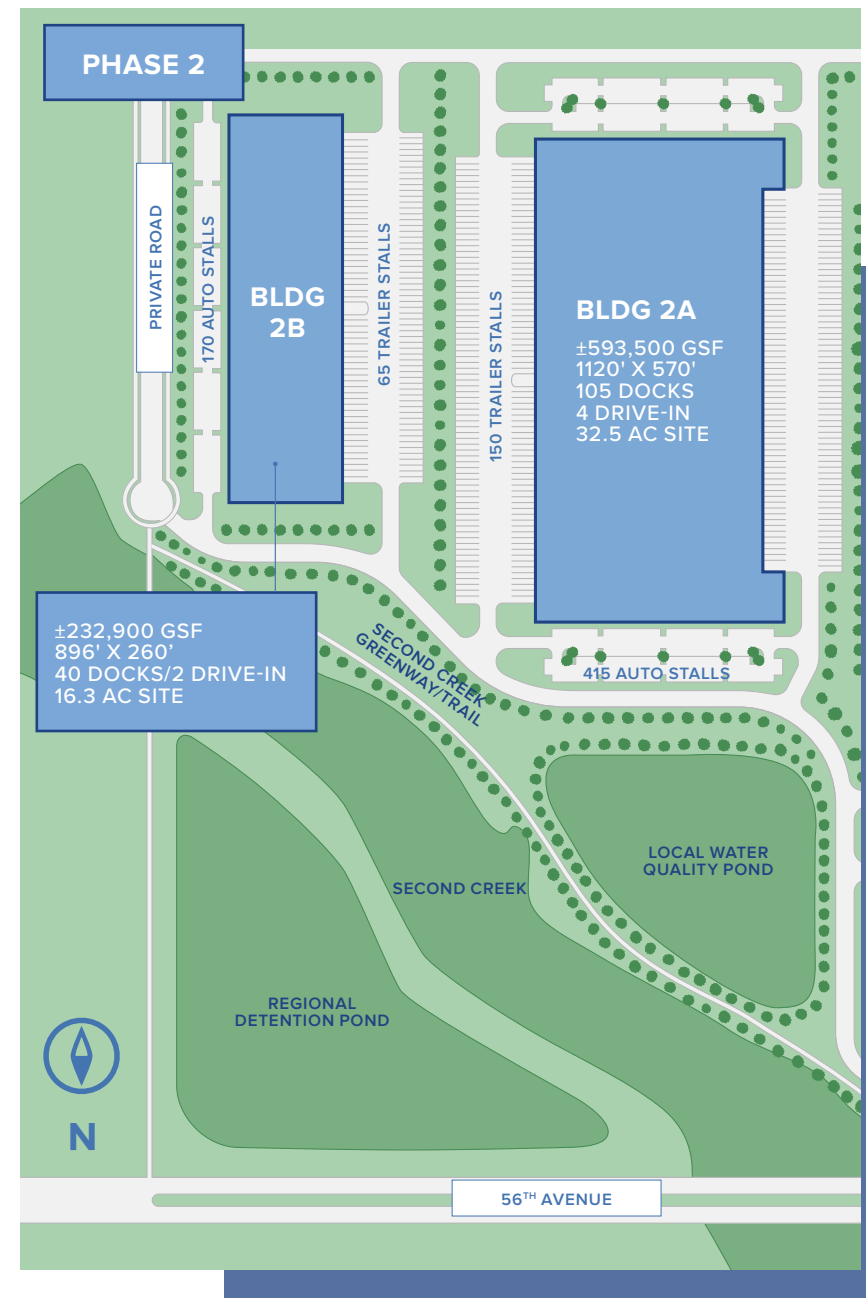 PHASE 2
PRIVATE ROAD
170 AUTO STALLS
BLDG
2B
65 TRAILER STALLS
150 TRAILER STALLS
BLDG 2A
±593,500 GSF
1120' X 570'
105 DOCKS
4 DRIVE-IN
32.5 AC SITE
±232,900 GSF
896' X 260’
40 DOCKS/2 DRIVE-IN
16.3 AC SITE
SECOND CREEK
GREENWAY/TRAIL
415 AUTO STALLS
LOCAL WATER
QUALITY POND
SECOND CREEK
REGIONAL
DETENTION POND
N
56TH AVENUE